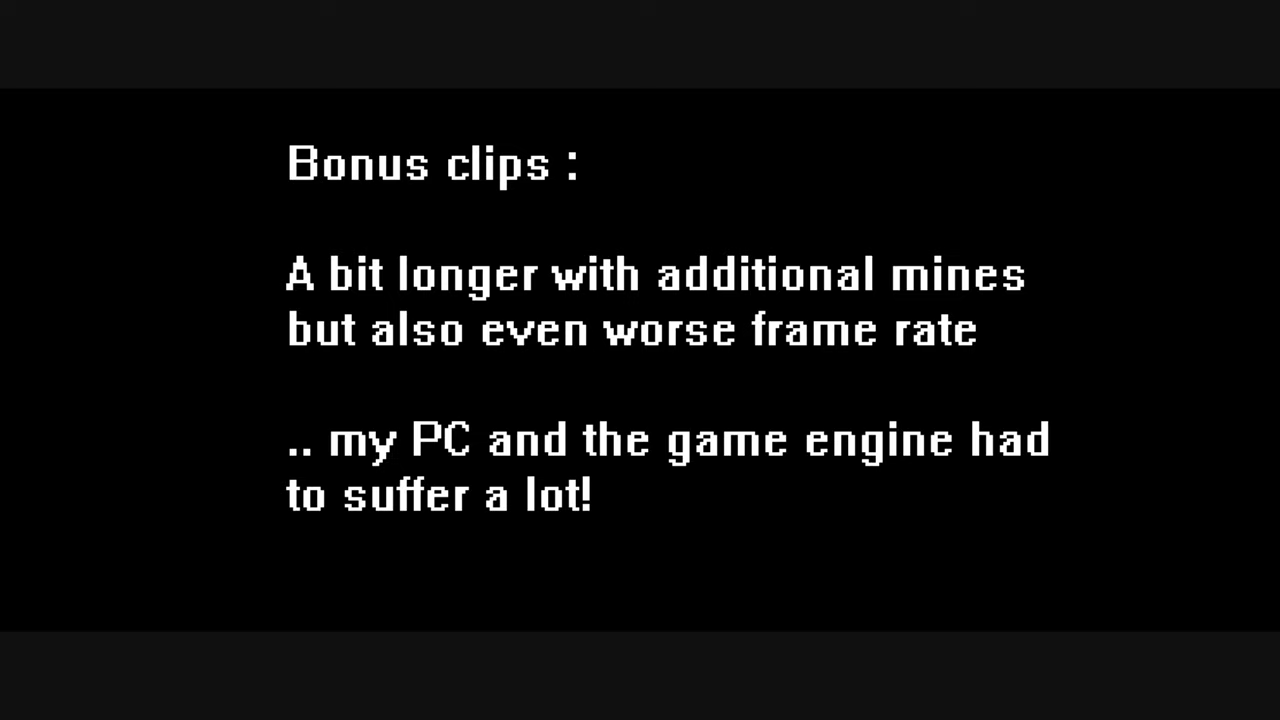 Bonus clips :
A bit longer with additional mines
but also even worse frame rate
.. my PC and the game engine had
to suffer a lot!